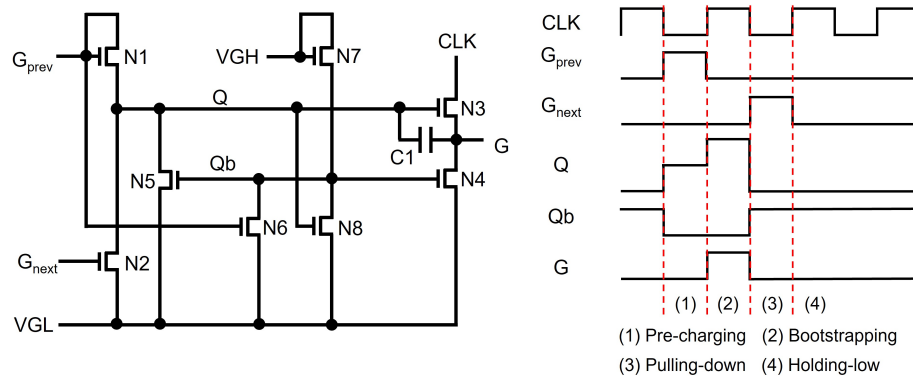 G_prev
N1
VGH
N7
CLK
Q
N3
C1
G
N5
Qb
N4
N6
N8
G_next
N2
VGL
CLK
G_prev
G_next
Q
Qb
G
(1) (2) (3) (4)
(1) Pre-charging (2) Bootstrapping
(3) Pulling-down (4) Holding-low